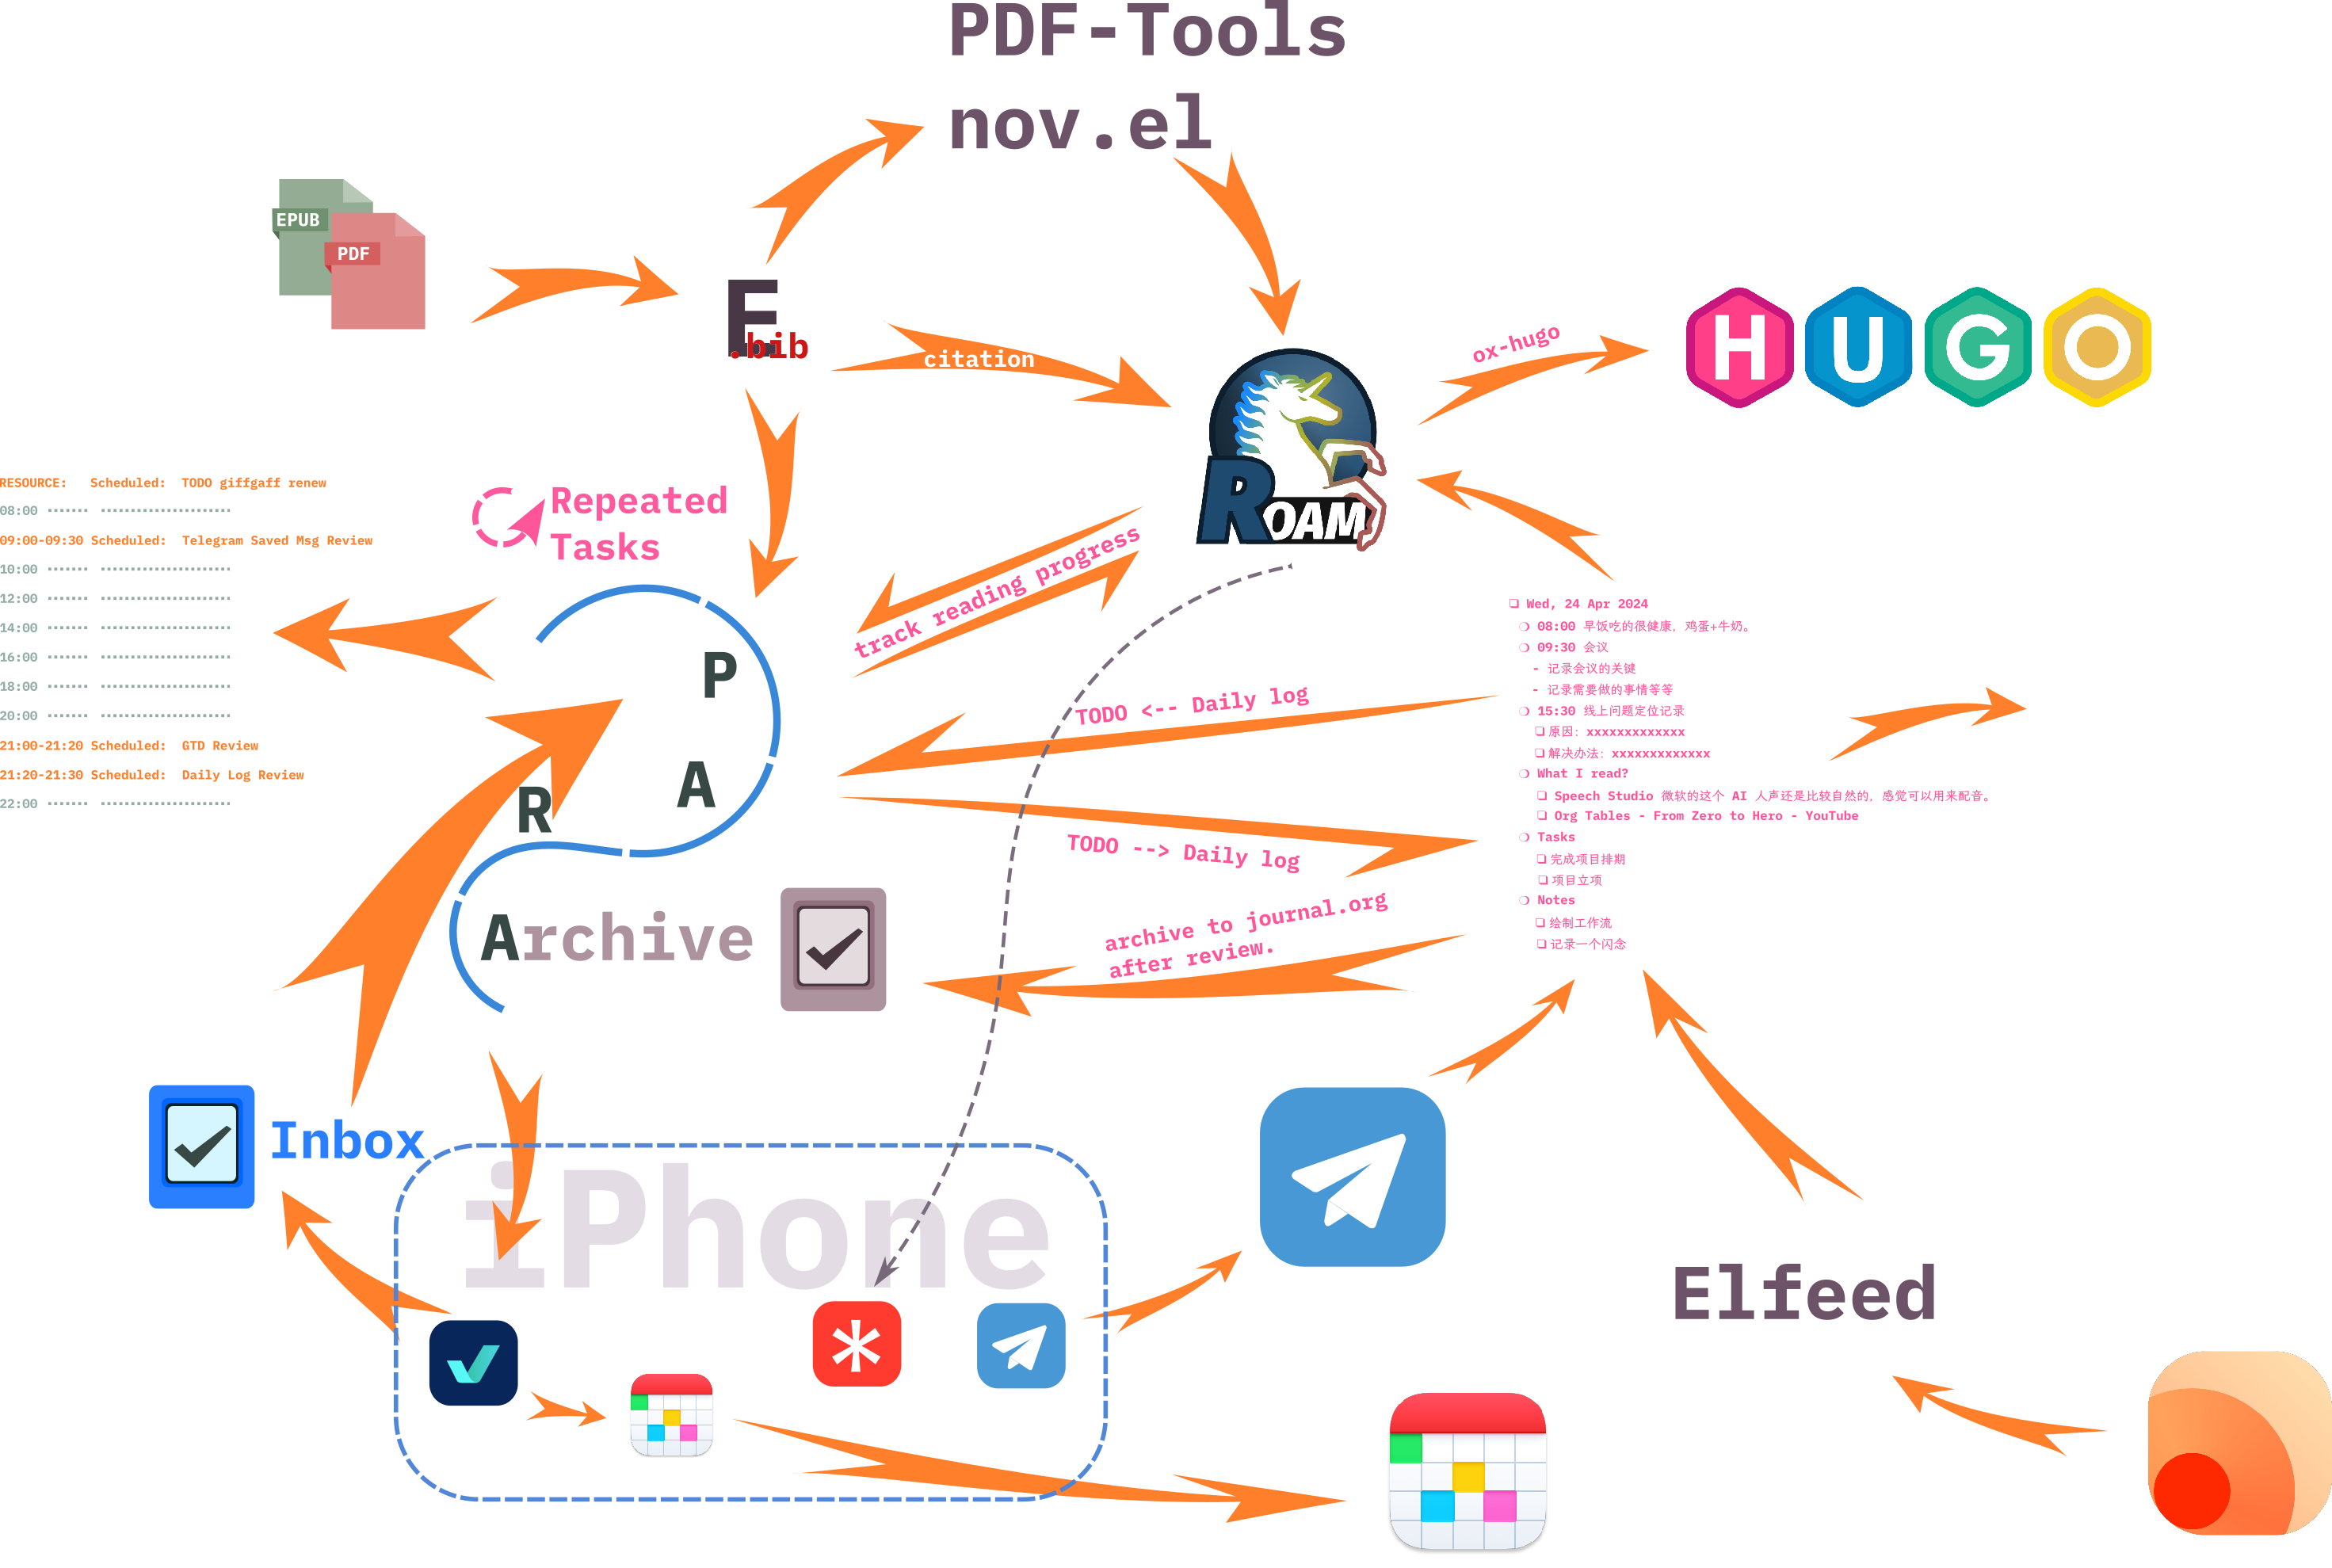 PDF-Tools
nov.el
EPUB
PDF
E
.bib
citation
ox-hugo
HUGO
ROAM
RESOURCE: Scheduled: TODO giffgaff renew
08:00 ······· ······················
09:00-09:30 Scheduled: Telegram Saved Msg Review
10:00 ······· ······················
12:00 ······· ······················
14:00 ······· ······················
16:00 ······· ······················
18:00 ······· ······················
20:00 ······· ······················
21:00-21:20 Scheduled: GTD Review
21:20-21:30 Scheduled: Daily Log Review
22:00 ······· ······················
Repeated
Tasks
P
A
R
Archive
track reading progress
TODO <-- Daily log
TODO --> Daily log
archive to journal.org
after review.
❏ Wed, 24 Apr 2024
❍ 08:00 早饭吃的很健康，鸡蛋+牛奶。
❍ 09:30 会议
- 记录会议的关键
- 记录需要做的事情等等
❍ 15:30 线上问题定位记录
❏ 原因：xxxxxxxxxxxxx
❏ 解决办法：xxxxxxxxxxxxx
❍ What I read?
❏ Speech Studio 微软的这个 AI 人声还是比较自然的，感觉可以用来配音。
❏ Org Tables - From Zero to Hero - YouTube
❍ Tasks
❏ 完成项目排期
❏ 项目立项
❍ Notes
❏ 绘制工作流
❏ 记录一个闪念
Inbox
iPhone
Elfeed